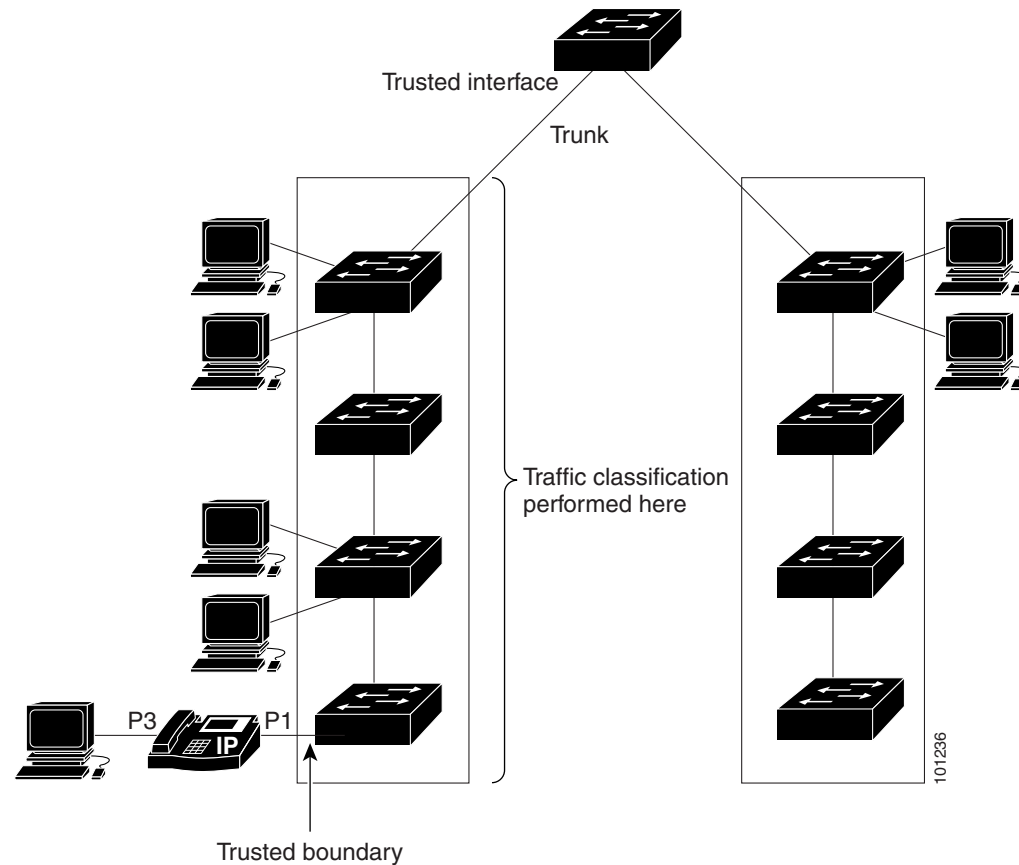 Trusted interface
Trunk
Traffic classification
performed here
P3
IP
P1
101236
Trusted boundary